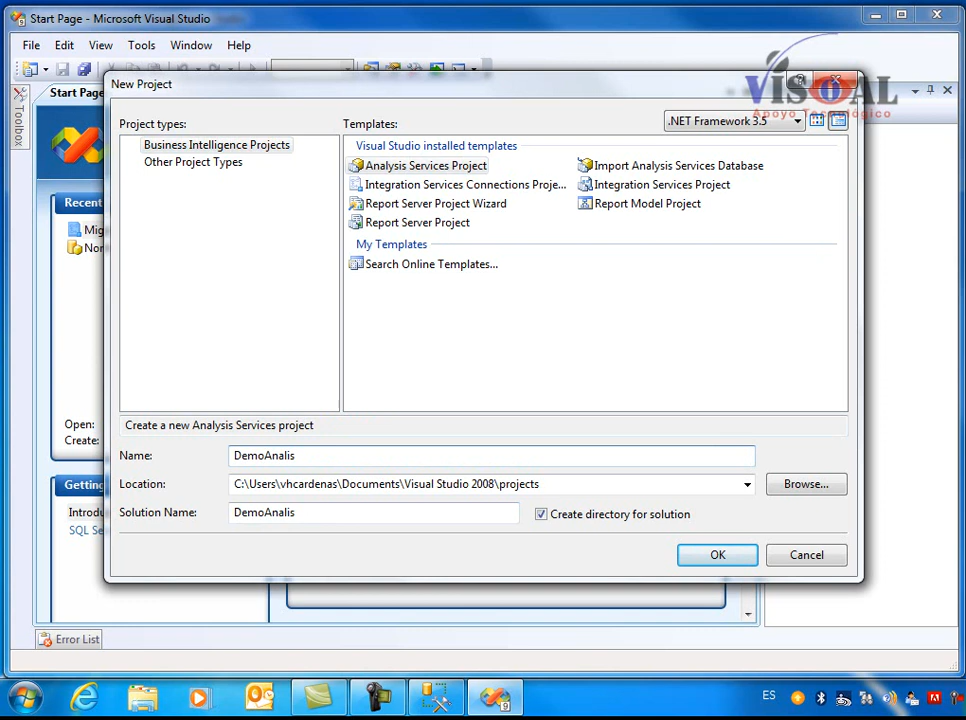 Start Page - Microsoft Visual Studio
File Edit View Tools Window Help
VISOAL
Apoyo Tecnológico
Toolbox
Start Page
New Project
Project types:
Templates:
.NET Framework 3.5
Business Intelligence Projects
Other Project Types
Visual Studio installed templates
Analysis Services Project
Import Analysis Services Database
Integration Services Connections Proje...
Integration Services Project
Report Server Project Wizard
Report Model Project
Report Server Project
My Templates
Search Online Templates...
Recent
Mig
Nor
Open:
Create:
Create a new Analysis Services project
Name: DemoAnalis
Location: C:\Users\vhcardenas\Documents\Visual Studio 2008\projects
Browse...
Solution Name: DemoAnalis
Create directory for solution
OK
Cancel
Getting
Introdu
SQL Se
Error List
ES